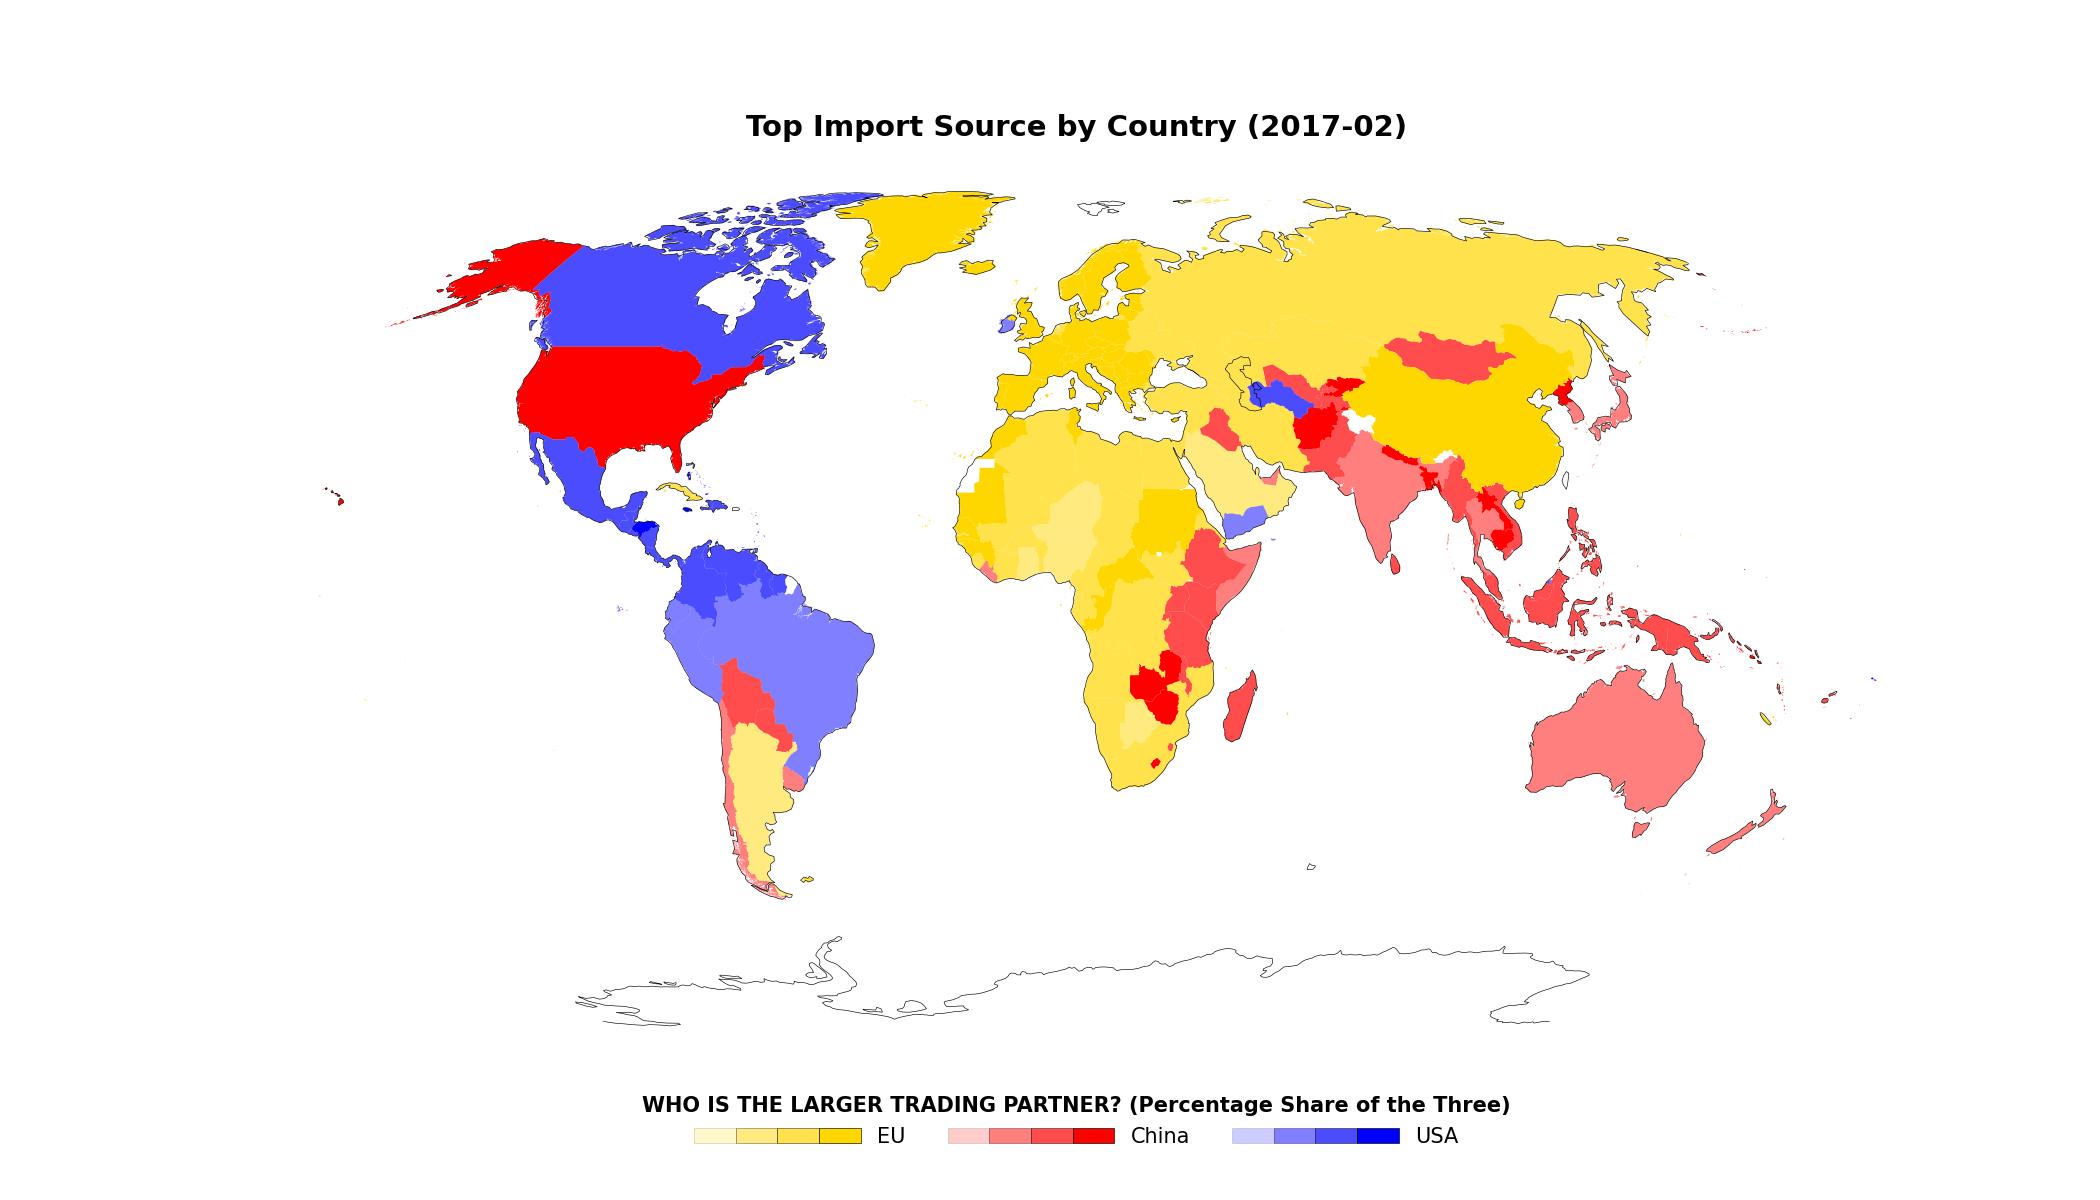 Top Import Source by Country (2017-02)
WHO IS THE LARGER TRADING PARTNER? (Percentage Share of the Three)
EU China USA